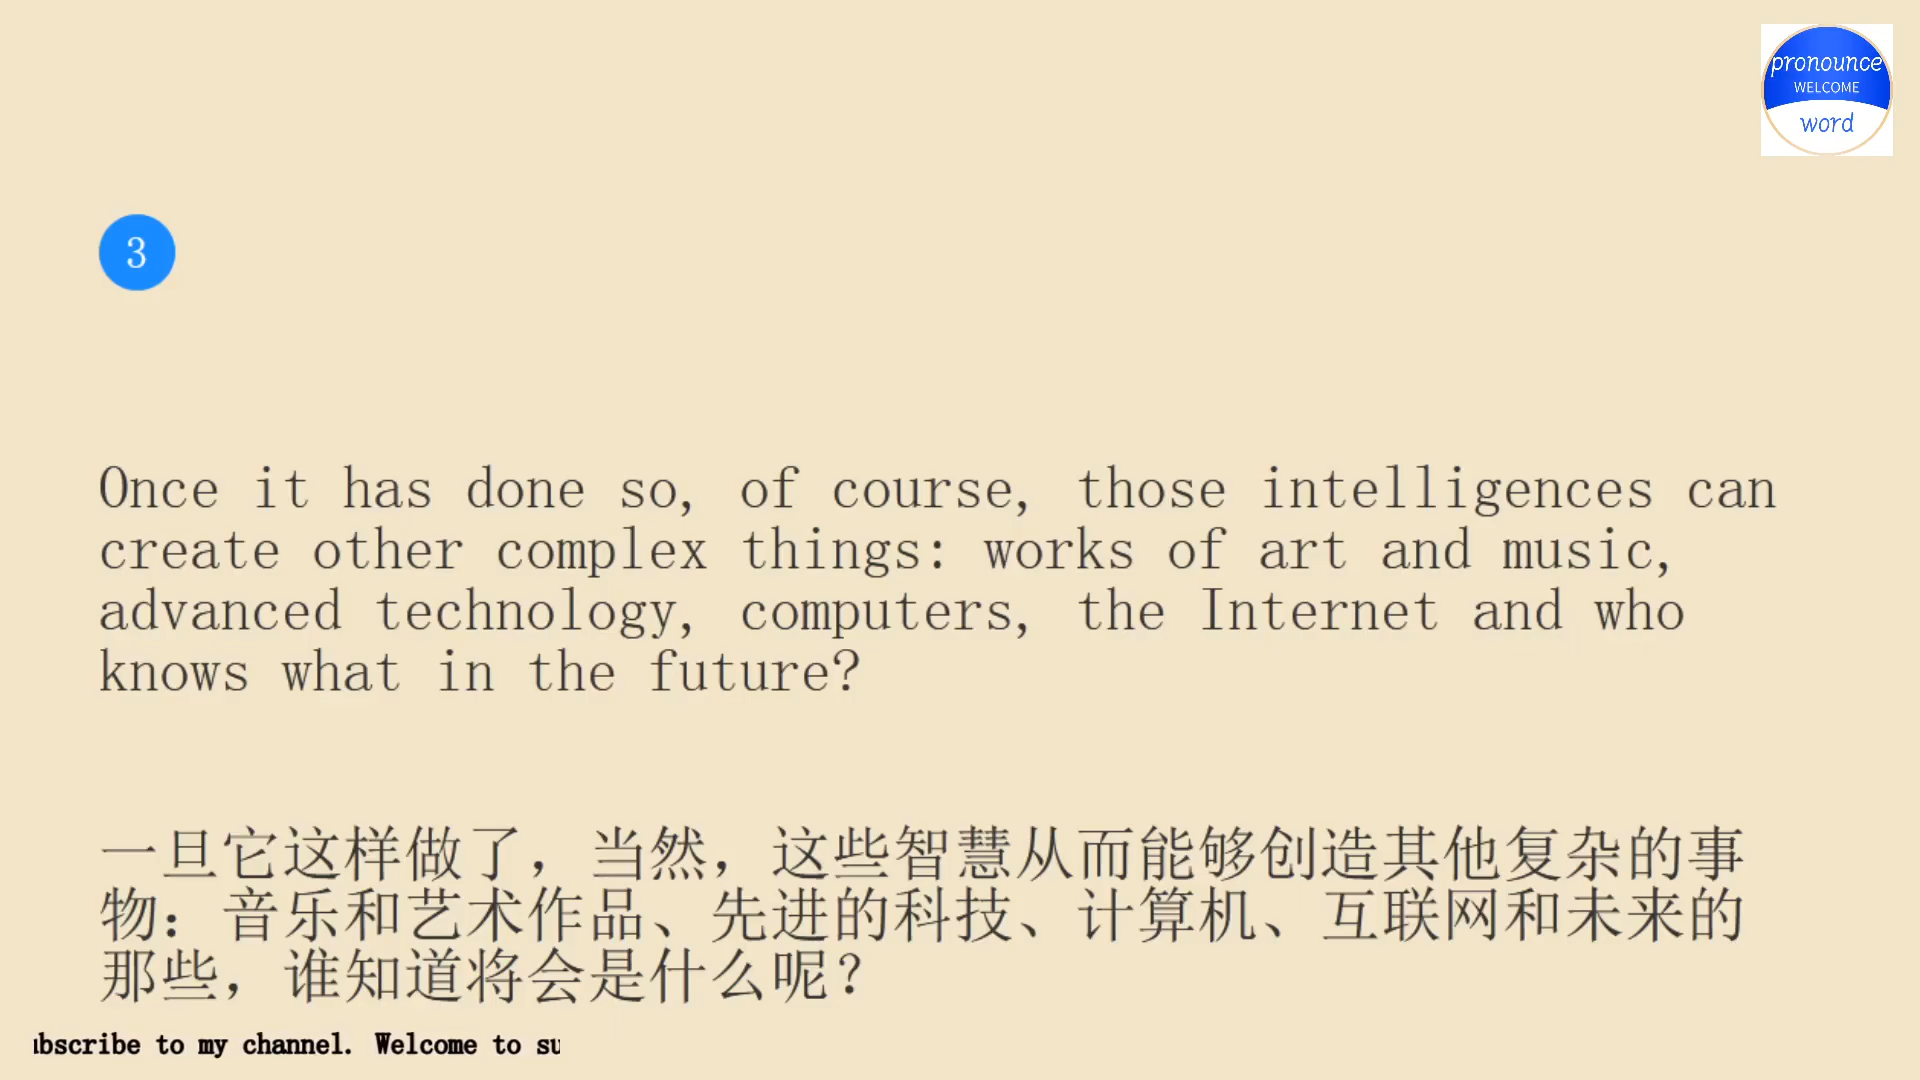 pronounce
WELCOME
word
3
Once it has done so, of course, those intelligences can
create other complex things: works of art and music,
advanced technology, computers, the Internet and who
knows what in the future?
一旦它这样做了，当然，这些智慧从而能够创造其他复杂的事
物：音乐和艺术作品、先进的科技、计算机、互联网和未来的
那些，谁知道将会是什么呢？
ubscribe to my channel. Welcome to su